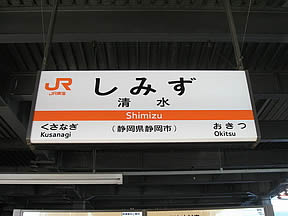 JR
JR東海
しみず
清水
Shimizu
くさなぎ
Kusanagi
(静岡県静岡市)
おきつ
Okitsu